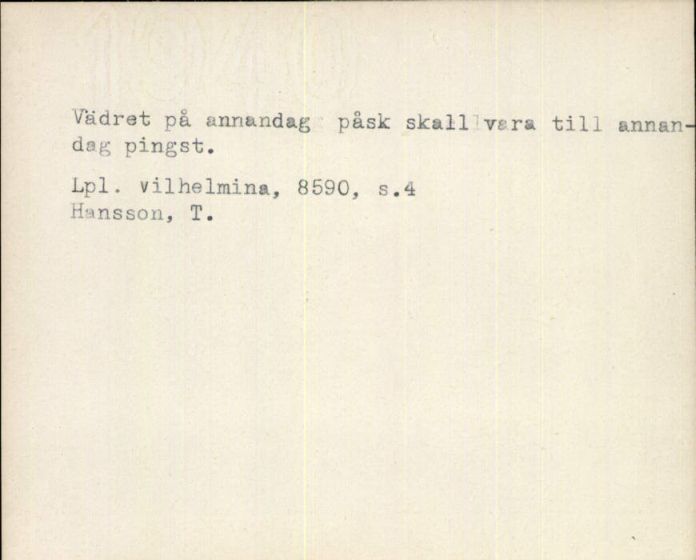 Vädret på annandag påsk skall vara till annan-
dag pingst.
Lpl. Vilhelmina, 8590, s.4
Hansson, T.